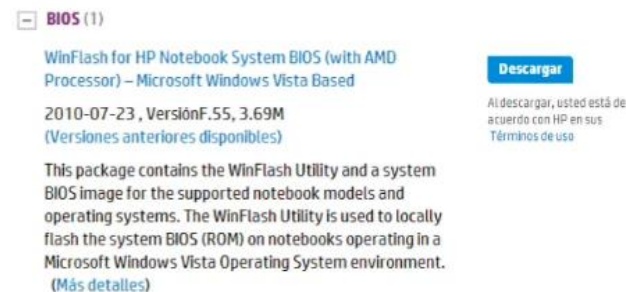 BIOS (1)
WinFlash for HP Notebook System BIOS (with AMD
Processor) – Microsoft Windows Vista Based
2010-07-23 , VersiónF.55, 3.69M
(Versiones anteriores disponibles)
This package contains the WinFlash Utility and a system
BIOS image for the supported notebook models and
operating systems. The WinFlash Utility is used to locally
flash the system BIOS (ROM) on notebooks operating in a
Microsoft Windows Vista Operating System environment.
(Más detalles)
Descargar
Al descargar, usted está de
acuerdo con HP en sus
Términos de uso